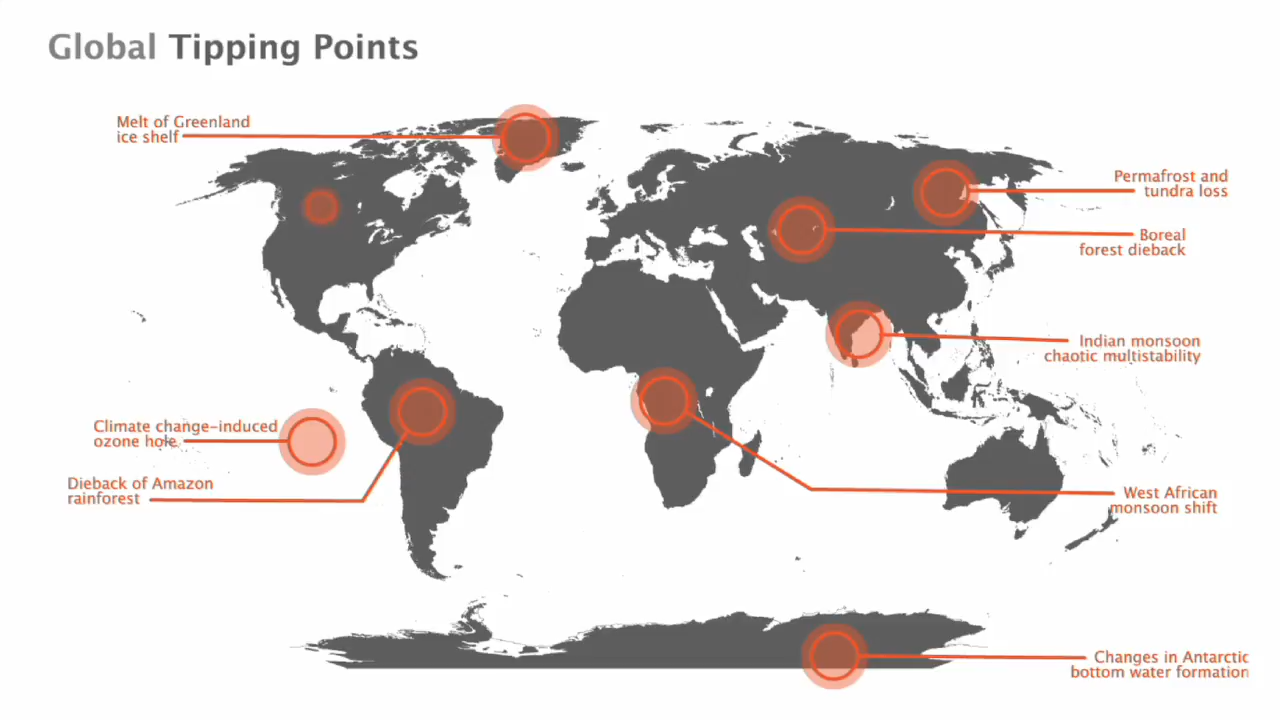 Global Tipping Points
Melt of Greenland
ice shelf
Permafrost and
tundra loss
Boreal
forest dieback
Indian monsoon
chaotic multistability
Climate change-induced
ozone hole
Dieback of Amazon
rainforest
West African
monsoon shift
Changes in Antarctic
bottom water formation